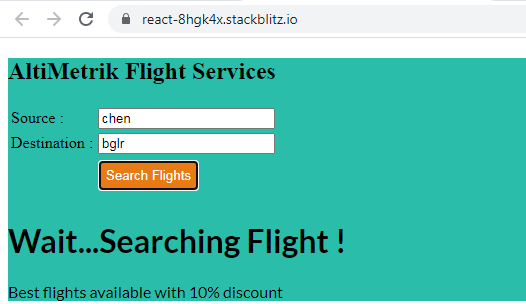 react-8hgk4x.stackblitz.io
AltiMetrik Flight Services
Source : chen
Destination : bglr
Search Flights
Wait...Searching Flight !
Best flights available with 10% discount